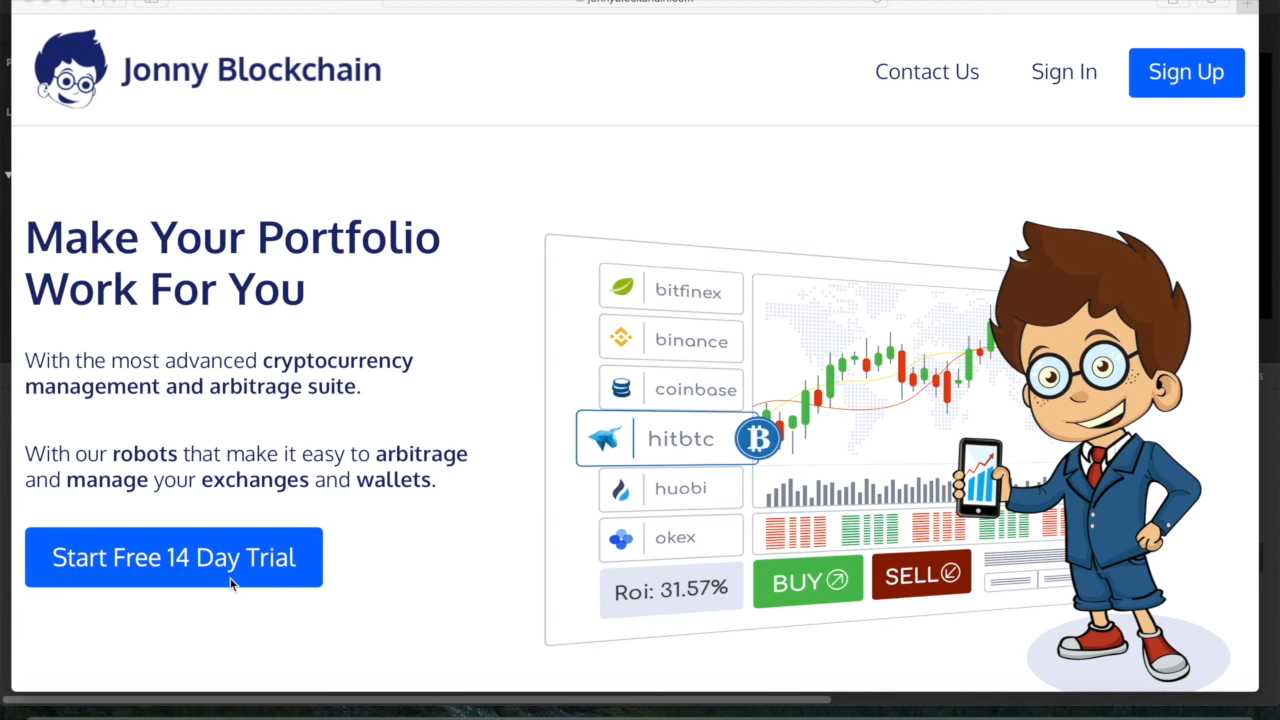 Jonny Blockchain
Contact Us
Sign In
Sign Up
Make Your Portfolio
Work For You
With the most advanced cryptocurrency
management and arbitrage suite.
With our robots that make it easy to arbitrage
and manage your exchanges and wallets.
Start Free 14 Day Trial
bitfinex
binance
coinbase
hitbtc
huobi
okex
Roi: 31.57%
BUY
SELL